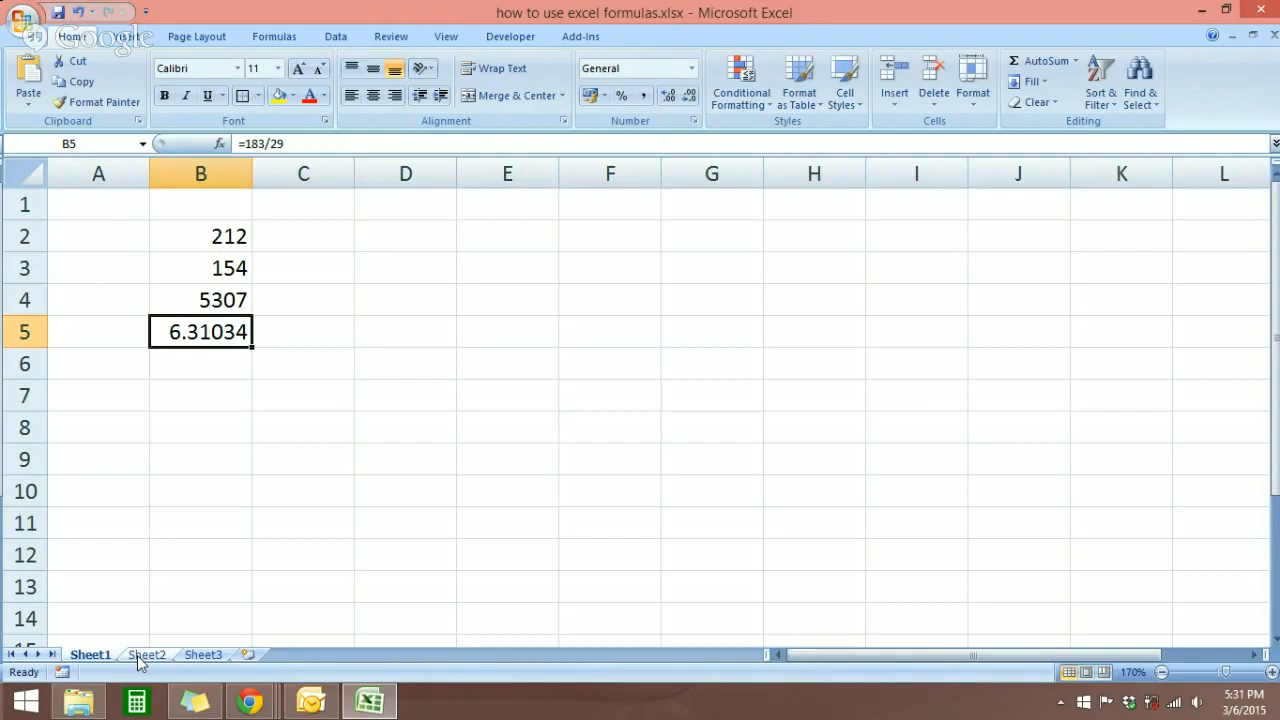 how to use excel formulas.xlsx - Microsoft Excel
Google
Home Insert Page Layout Formulas Data Review View Developer Add-Ins
Paste
Cut
Copy
Format Painter
Clipboard
Calibri 11
B I U A
Font
Wrap Text
Merge & Center
Alignment
General
% ,
Number
Conditional Formatting
Format as Table
Cell Styles
Styles
Insert Delete Format
Cells
Σ AutoSum
Fill
Clear
Sort & Filter
Find & Select
Editing
B5 fx =183/29
A B C D E F G H I J K L
1
2 212
3 154
4 5307
5 6.31034
6
7
8
9
10
11
12
13
14
15
Sheet1 Sheet2 Sheet3
Ready 170%
5:31 PM
3/6/2015